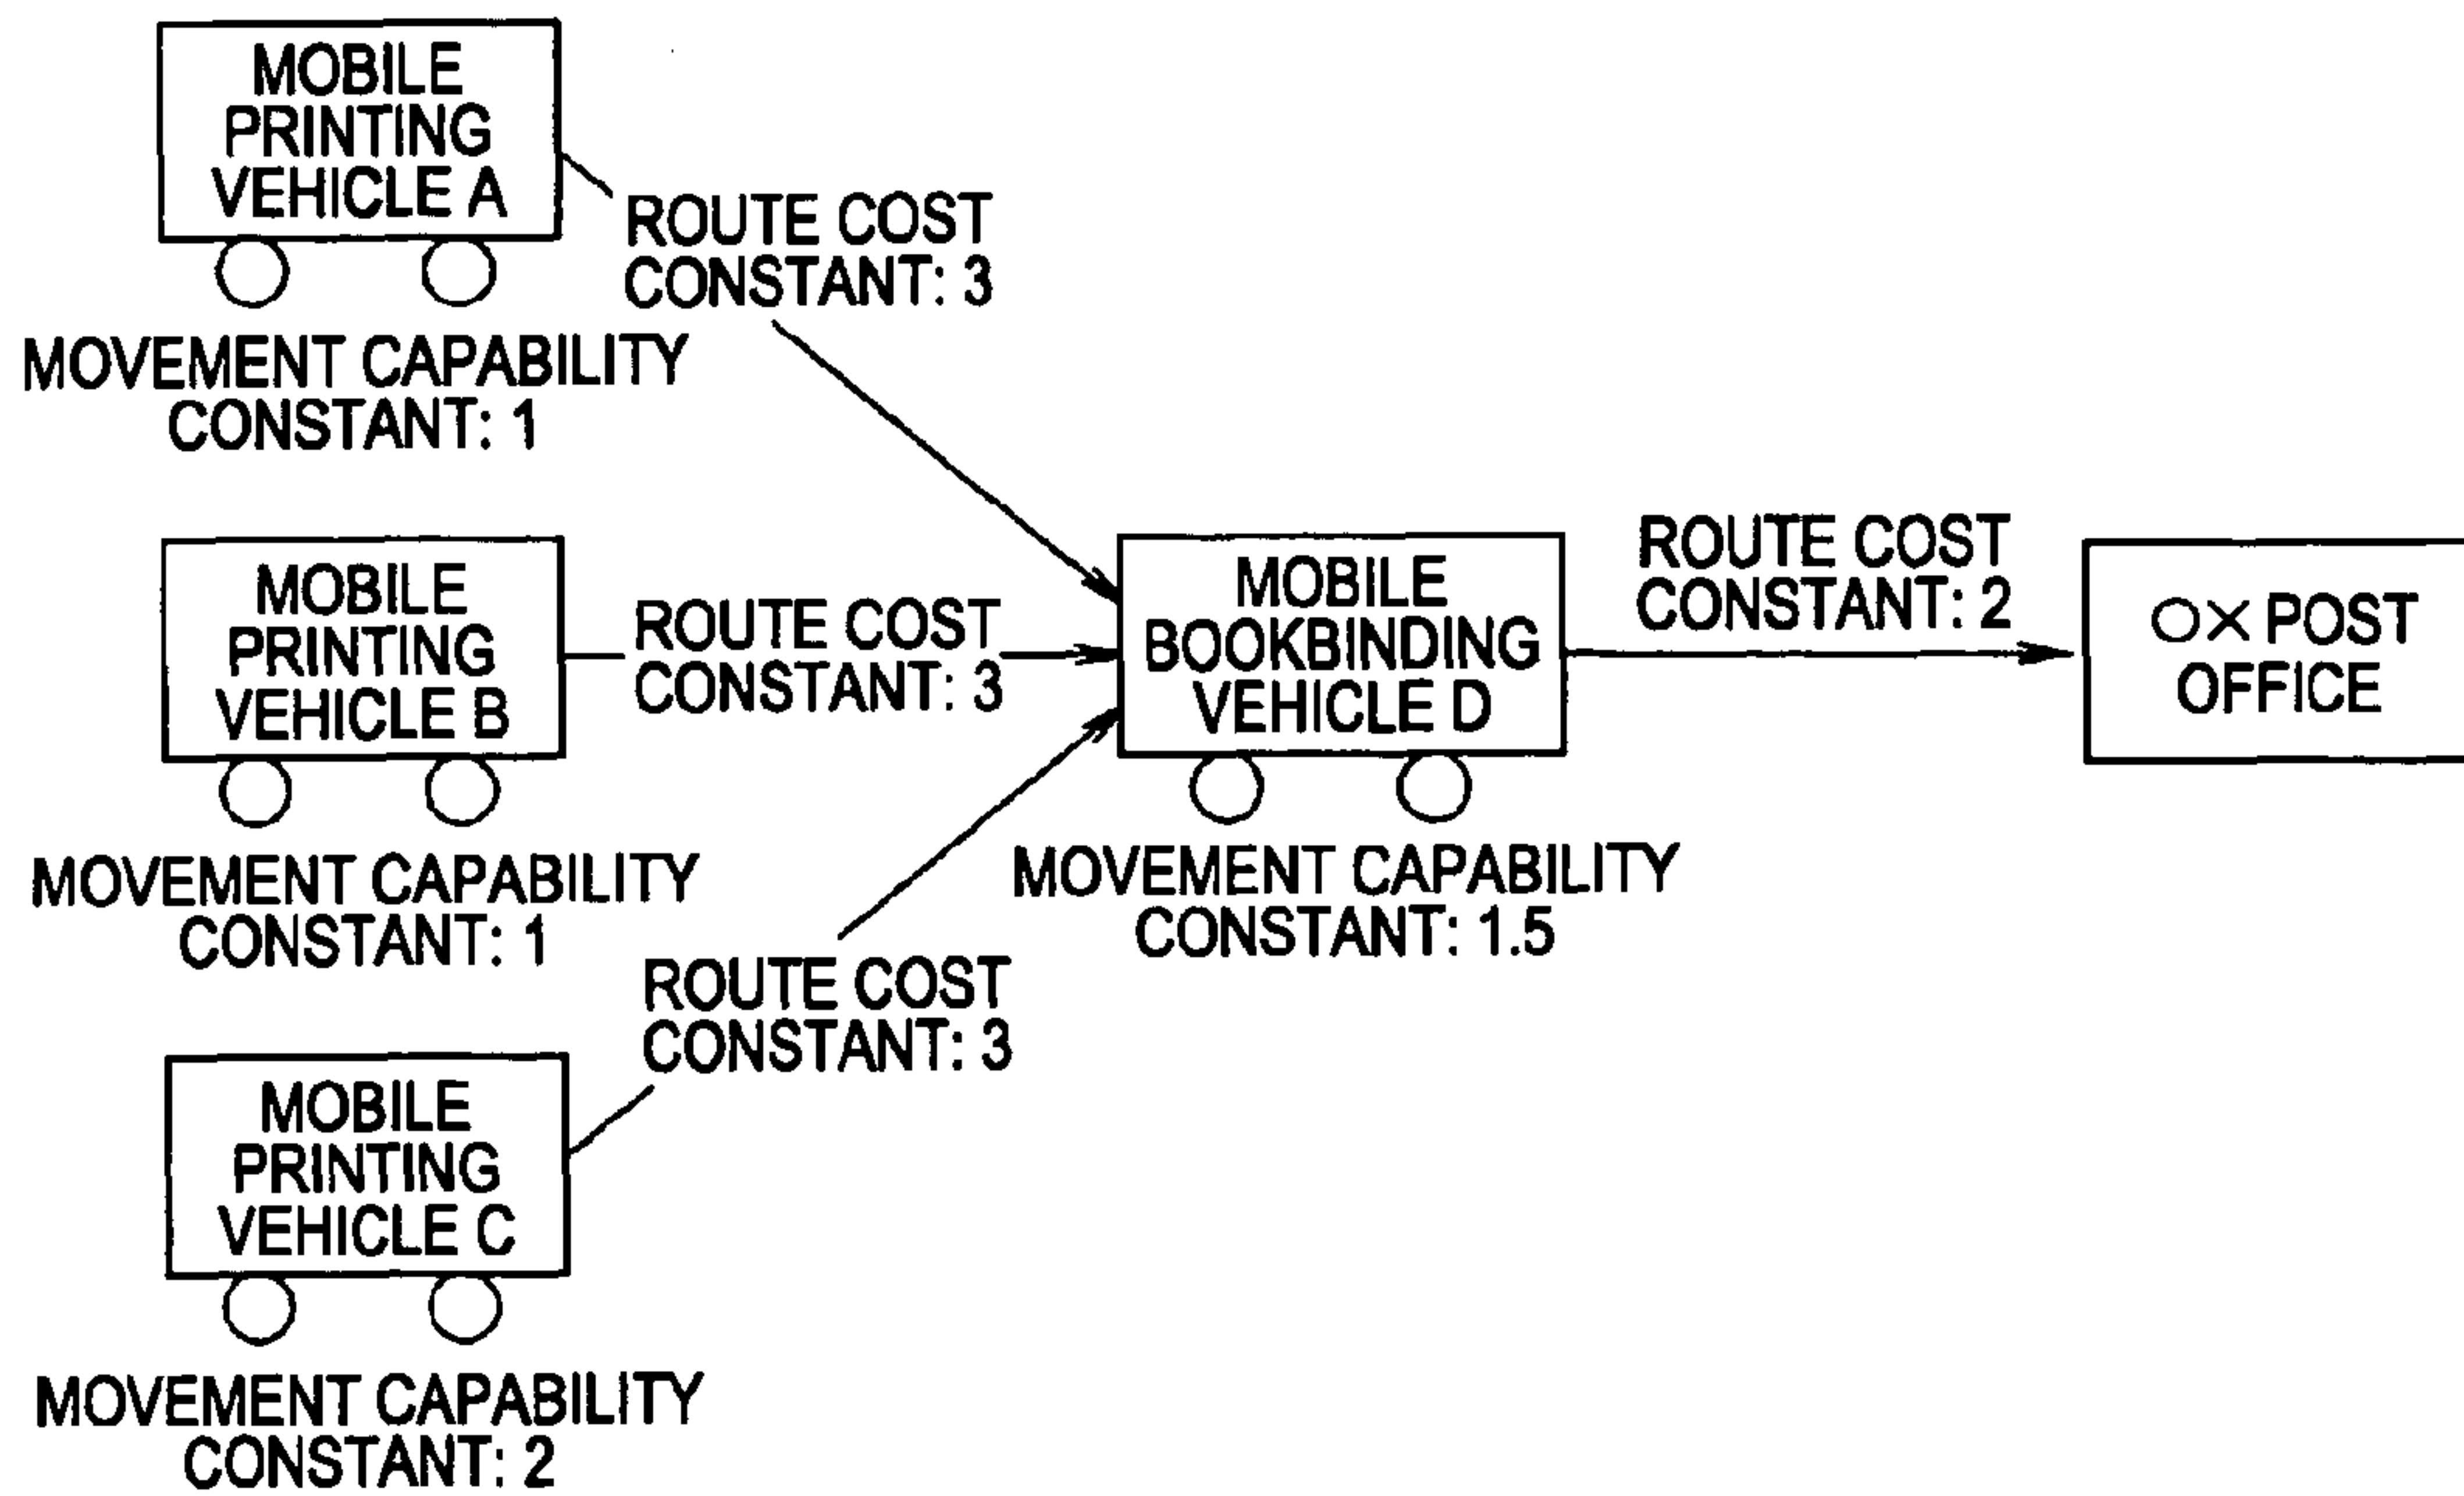 MOBILE
PRINTING
VEHICLE A
ROUTE COST
CONSTANT: 3
MOVEMENT CAPABILITY
CONSTANT: 1
MOBILE
PRINTING
VEHICLE B
ROUTE COST
CONSTANT: 3
MOVEMENT CAPABILITY
CONSTANT: 1
MOBILE
BOOKBINDING
VEHICLE D
MOVEMENT CAPABILITY
CONSTANT: 1.5
ROUTE COST
CONSTANT: 2
○× POST
OFFICE
ROUTE COST
CONSTANT: 3
MOBILE
PRINTING
VEHICLE C
MOVEMENT CAPABILITY
CONSTANT: 2